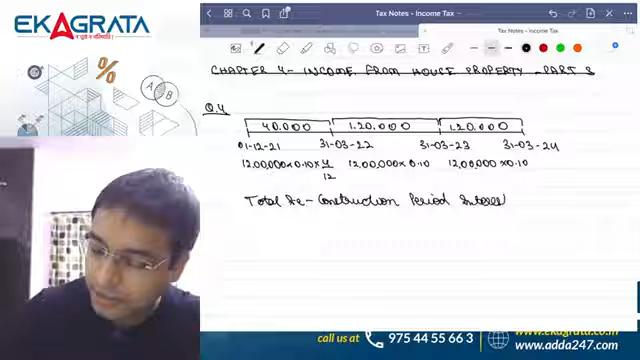 EKAGRATA
Tax Notes - Income Tax
Tax Notes - Income Tax
CHAPTER 4 - INCOME FROM HOUSE PROPERTY - PART 3
%
A B
Q.4
40,000 1,20,000 1,20,000
01-12-21 31-03-22 31-03-23 31-03-24
12,00,000 x 0.10 x 4/12 12,00,000 x 0.10 12,00,000 x 0.10
Total Pre-Construction Period Interes
call us at 975 44 55 66 3
www.ekagrata.co.in
www.adda247.com